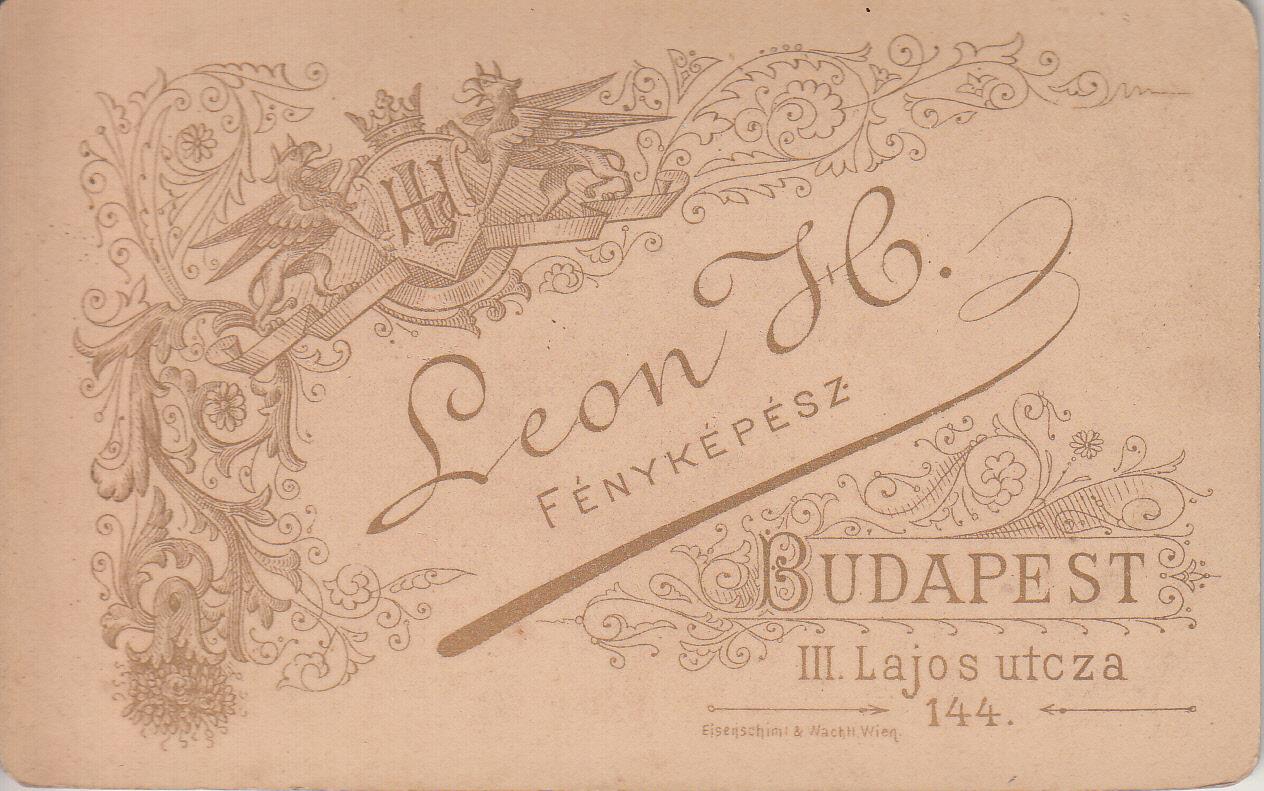 HL
Leon H.
FÉNYKÉPÉSZ
BUDAPEST
III. Lajos utcza
144.
Eisenschiml & Wachtl, Wien.